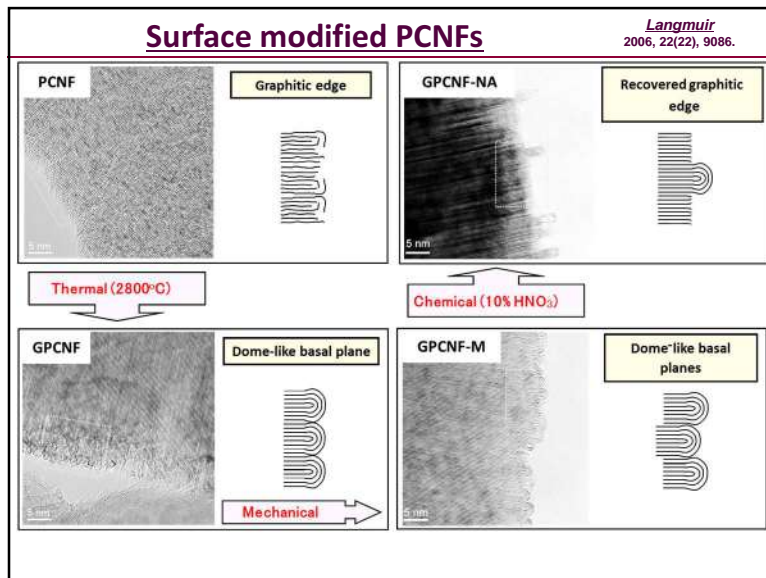 Surface modified PCNFs
Langmuir
2006, 22(22), 9086.
PCNF
Graphitic edge
5 nm
GPCNF-NA
Recovered graphitic
edge
5 nm
Thermal (2800°C)
Chemical (10% HNO₃)
GPCNF
Dome-like basal plane
5 nm
Mechanical
GPCNF-M
Dome-like basal
planes
5 nm